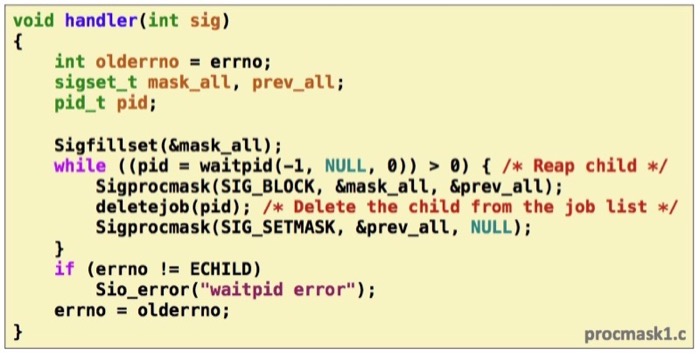 void handler(int sig)
{
    int olderrno = errno;
    sigset_t mask_all, prev_all;
    pid_t pid;

    Sigfillset(&mask_all);
    while ((pid = waitpid(-1, NULL, 0)) > 0) { /* Reap child */
        Sigprocmask(SIG_BLOCK, &mask_all, &prev_all);
        deletejob(pid); /* Delete the child from the job list */
        Sigprocmask(SIG_SETMASK, &prev_all, NULL);
    }
    if (errno != ECHILD)
        Sio_error("waitpid error");
    errno = olderrno;
}
procmask1.c